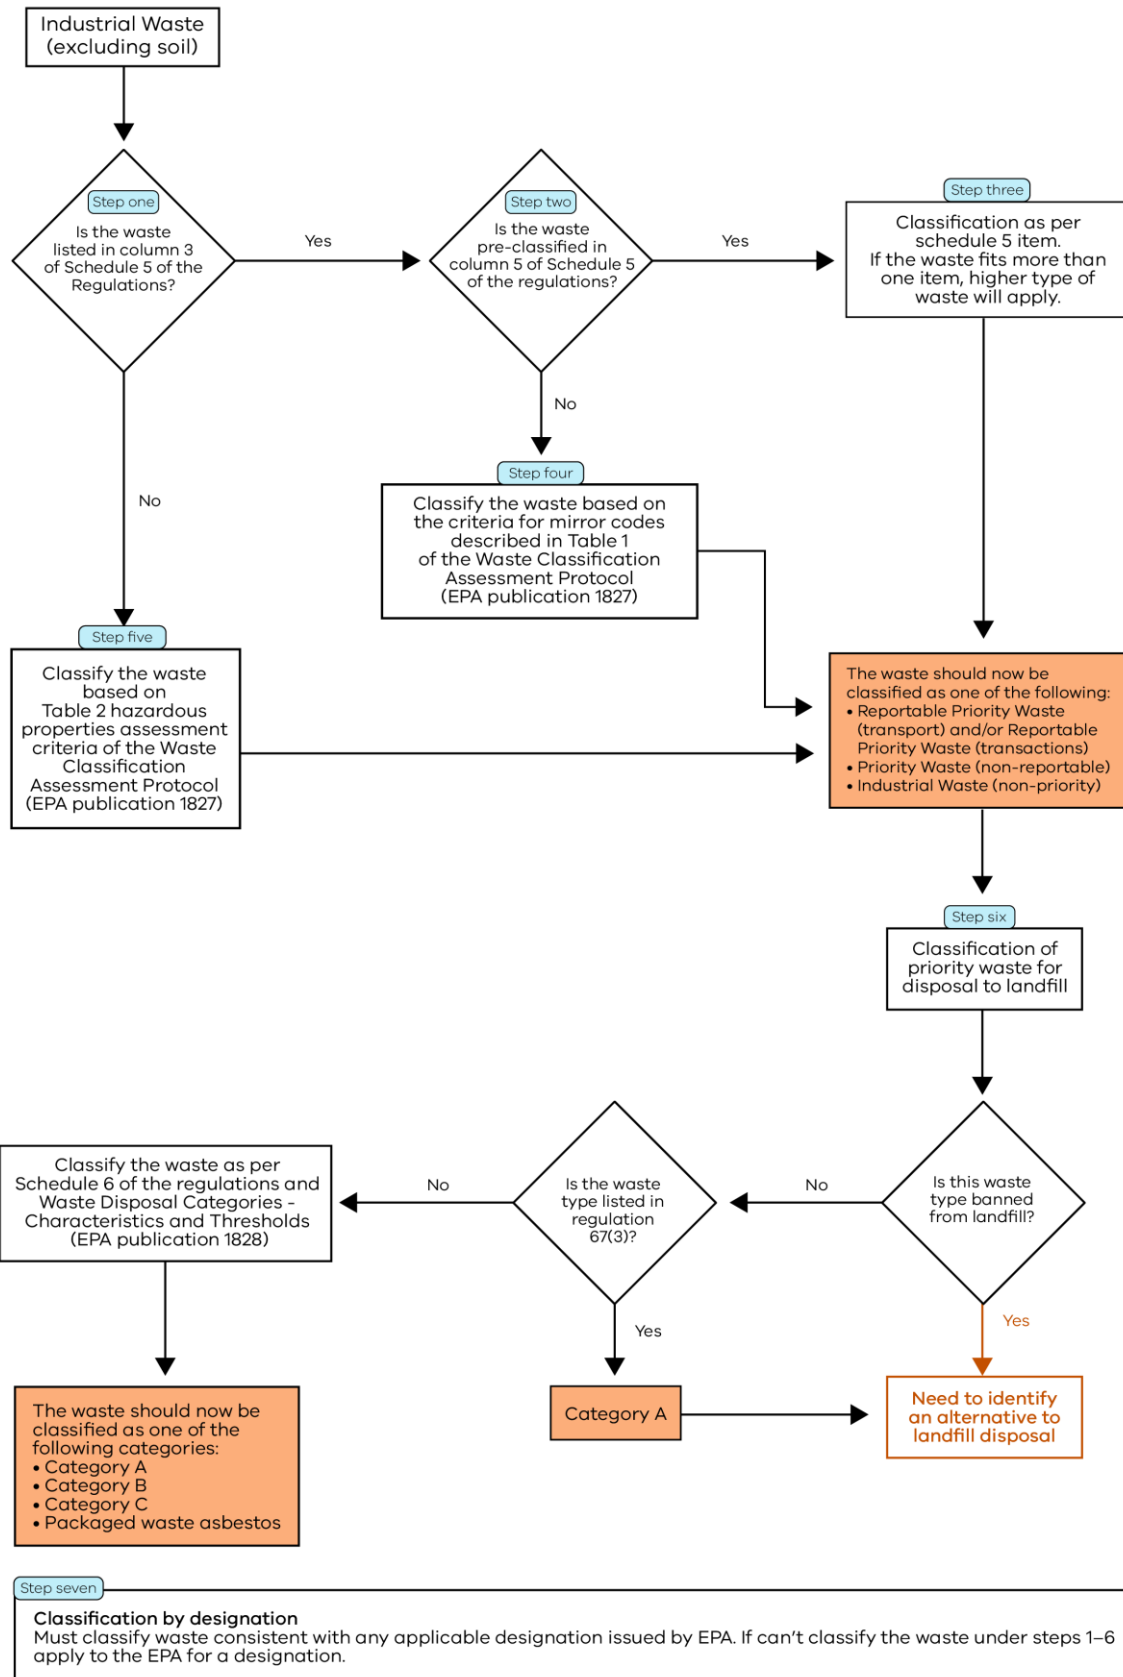 Industrial Waste
(excluding soil)
Step one
Is the waste
listed in column 3
of Schedule 5 of the
Regulations?
Yes
Step two
Is the waste
pre-classified in
column 5 of Schedule 5
of the regulations?
Yes
Step three
Classification as per
schedule 5 item.
If the waste fits more than
one item, higher type of
waste will apply.
No
No
Step four
Classify the waste based on
the criteria for mirror codes
described in Table 1
of the Waste Classification
Assessment Protocol
(EPA publication 1827)
Step five
Classify the waste
based on
Table 2 hazardous
properties assessment
criteria of the Waste
Classification
Assessment Protocol
(EPA publication 1827)
The waste should now be
classified as one of the following:
• Reportable Priority Waste
(transport) and/or Reportable
Priority Waste (transactions)
• Priority Waste (non-reportable)
• Industrial Waste (non-priority)
Step six
Classification of
priority waste for
disposal to landfill
Is this waste
type banned
from landfill?
No
Yes
Is the waste
type listed in
regulation
67(3)?
No
Yes
Classify the waste as per
Schedule 6 of the regulations and
Waste Disposal Categories -
Characteristics and Thresholds
(EPA publication 1828)
The waste should now be
classified as one of the
following categories:
• Category A
• Category B
• Category C
• Packaged waste asbestos
Category A
Need to identify
an alternative to
landfill disposal
Step seven
Classification by designation
Must classify waste consistent with any applicable designation issued by EPA. If can't classify the waste under steps 1–6
apply to the EPA for a designation.